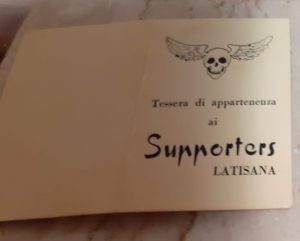 Tessera di appartenenza
ai
Supporters
LATISANA